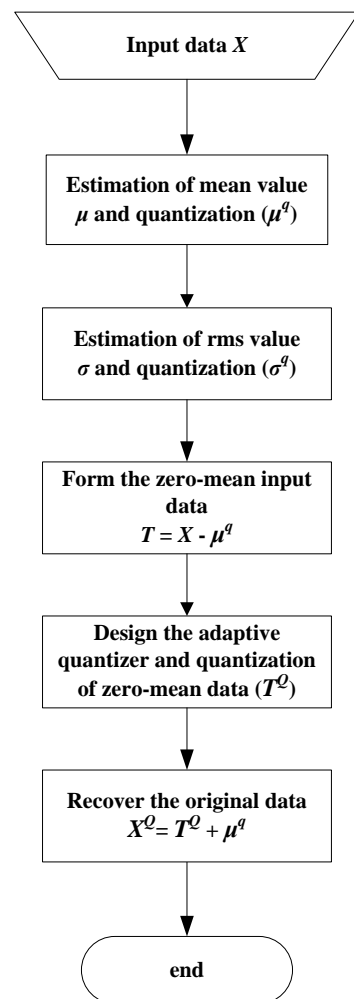 Input data X
Estimation of mean value
μ and quantization (μ^q)
Estimation of rms value
σ and quantization (σ^q)
Form the zero-mean input
data
T = X - μ^q
Design the adaptive
quantizer and quantization
of zero-mean data (T^Q)
Recover the original data
X^Q= T^Q + μ^q
end